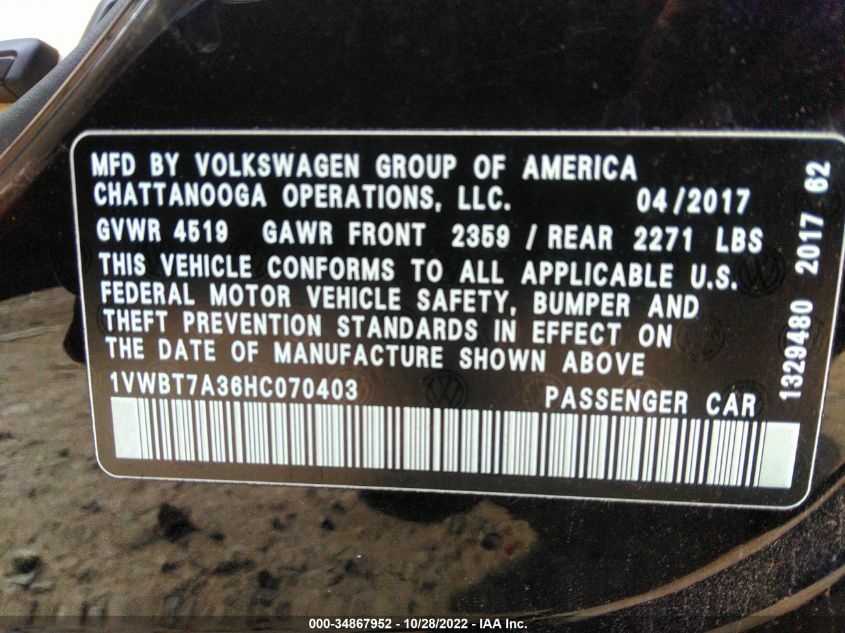 MFD BY VOLKSWAGEN GROUP OF AMERICA
CHATTANOOGA OPERATIONS, LLC. 04/2017
GVWR 4519 GAWR FRONT 2359 / REAR 2271 LBS
THIS VEHICLE CONFORMS TO ALL APPLICABLE U.S.
FEDERAL MOTOR VEHICLE SAFETY, BUMPER AND
THEFT PREVENTION STANDARDS IN EFFECT ON
THE DATE OF MANUFACTURE SHOWN ABOVE
1VWBT7A36HC070403 PASSENGER CAR
1329480 2017 62
000-34867952 - 10/28/2022 - IAA Inc.